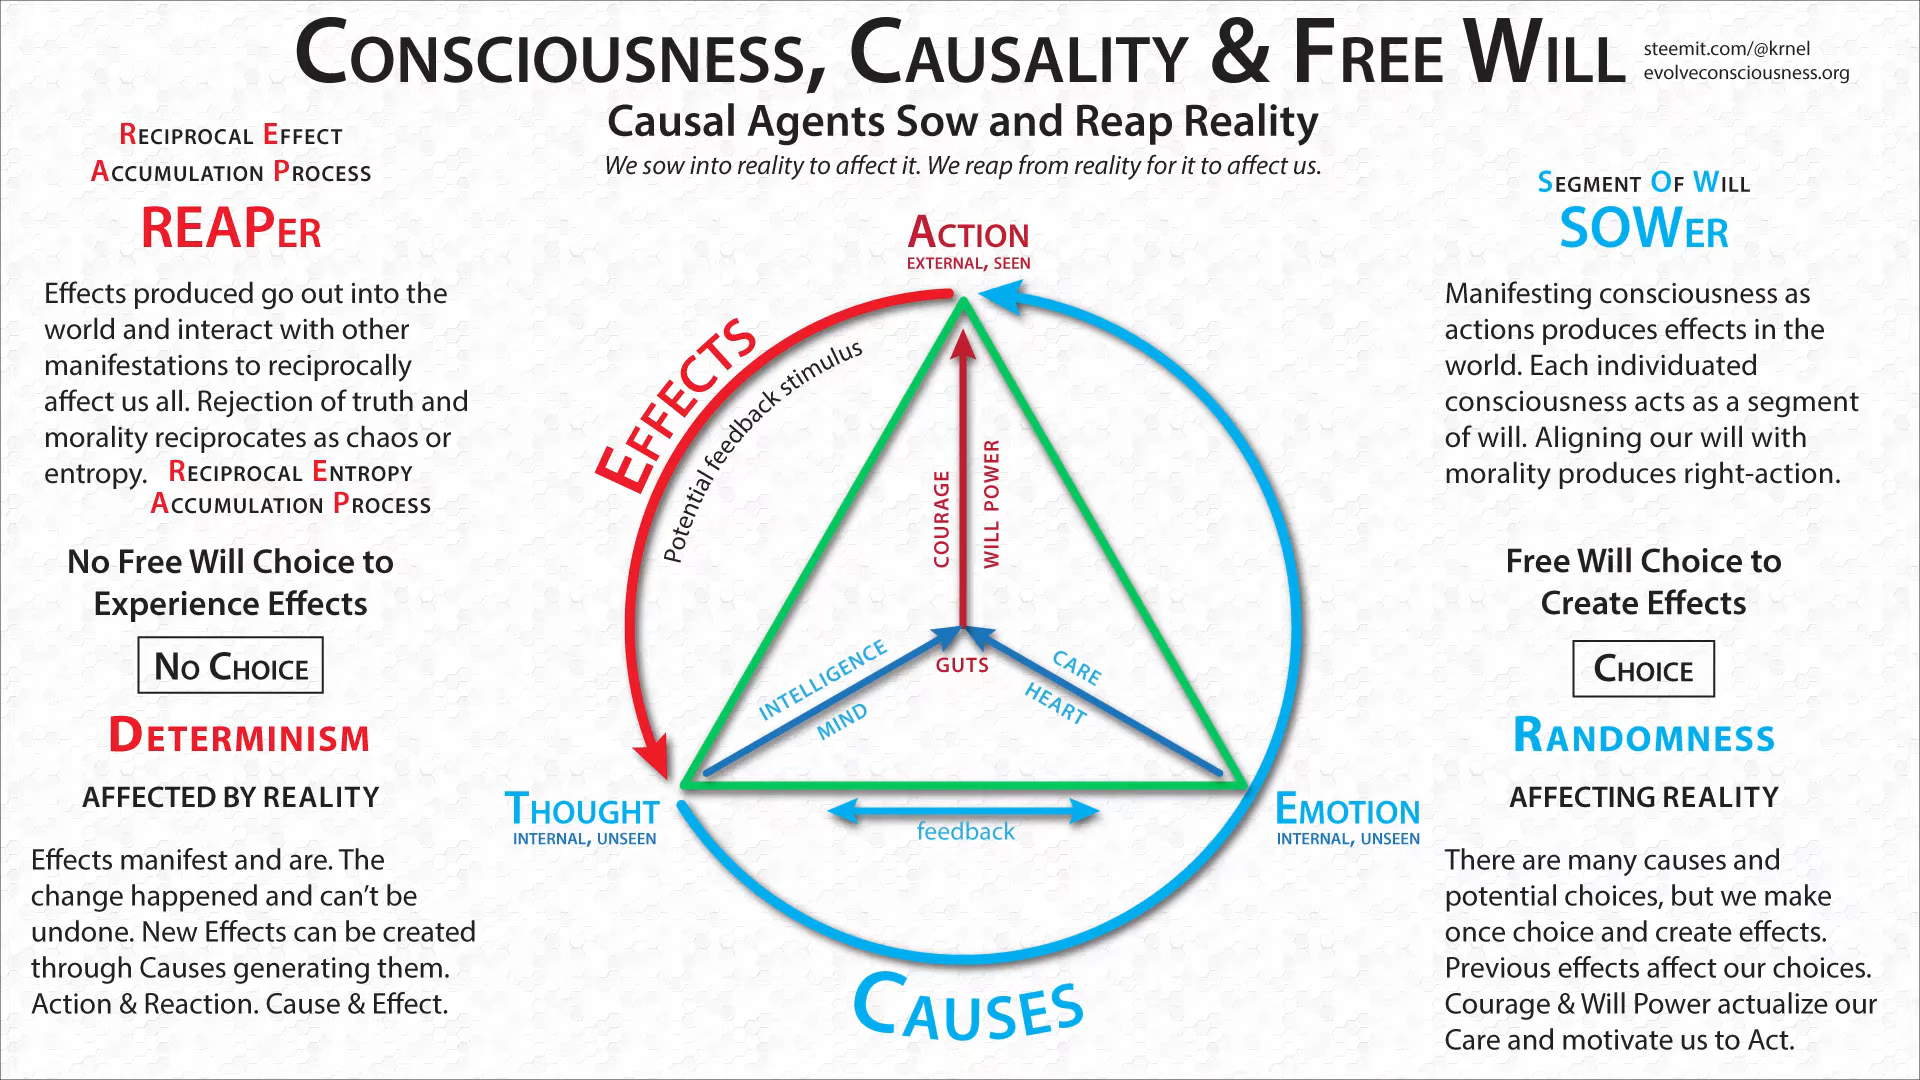 CONSCIOUSNESS, CAUSALITY & FREE WILL
steemit.com/@krnel
evolveconsciousness.org
Causal Agents Sow and Reap Reality
We sow into reality to affect it. We reap from reality for it to affect us.
RECIPROCAL EFFECT
ACCUMULATION PROCESS
REAPER
Effects produced go out into the
world and interact with other
manifestations to reciprocally
affect us all. Rejection of truth and
morality reciprocates as chaos or
entropy. RECIPROCAL ENTROPY
ACCUMULATION PROCESS
No Free Will Choice to
Experience Effects
NO CHOICE
DETERMINISM
AFFECTED BY REALITY
Effects manifest and are. The
change happened and can't be
undone. New Effects can be created
through Causes generating them.
Action & Reaction. Cause & Effect.
ACTION
EXTERNAL, SEEN
EFFECTS
Potential feedback stimulus
COURAGE
WILL POWER
INTELLIGENCE
MIND
GUTS
CARE
HEART
THOUGHT
INTERNAL, UNSEEN
feedback
EMOTION
INTERNAL, UNSEEN
CAUSES
SEGMENT OF WILL
SOWER
Manifesting consciousness as
actions produces effects in the
world. Each individuated
consciousness acts as a segment
of will. Aligning our will with
morality produces right-action.
Free Will Choice to
Create Effects
CHOICE
RANDOMNESS
AFFECTING REALITY
There are many causes and
potential choices, but we make
once choice and create effects.
Previous effects affect our choices.
Courage & Will Power actualize our
Care and motivate us to Act.